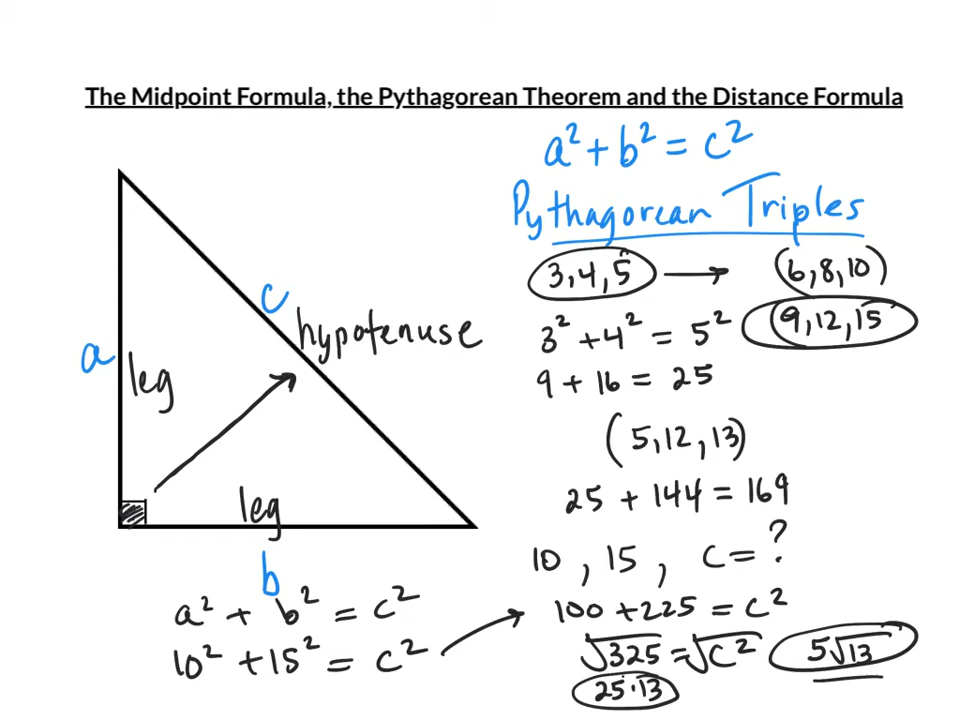 The Midpoint Formula, the Pythagorean Theorem and the Distance Formula
a² + b² = c²
Pythagorean Triples
3, 4, 5 → (6, 8, 10)
3² + 4² = 5² (9, 12, 15
9 + 16 = 25
(5, 12, 13)
25 + 144 = 169
10 , 15 , c = ?
100 + 225 = c²
√325 = √c² 5√13
25·13
c
hypotenuse
a
leg
leg
b
a² + b² = c²
10² + 15² = c²